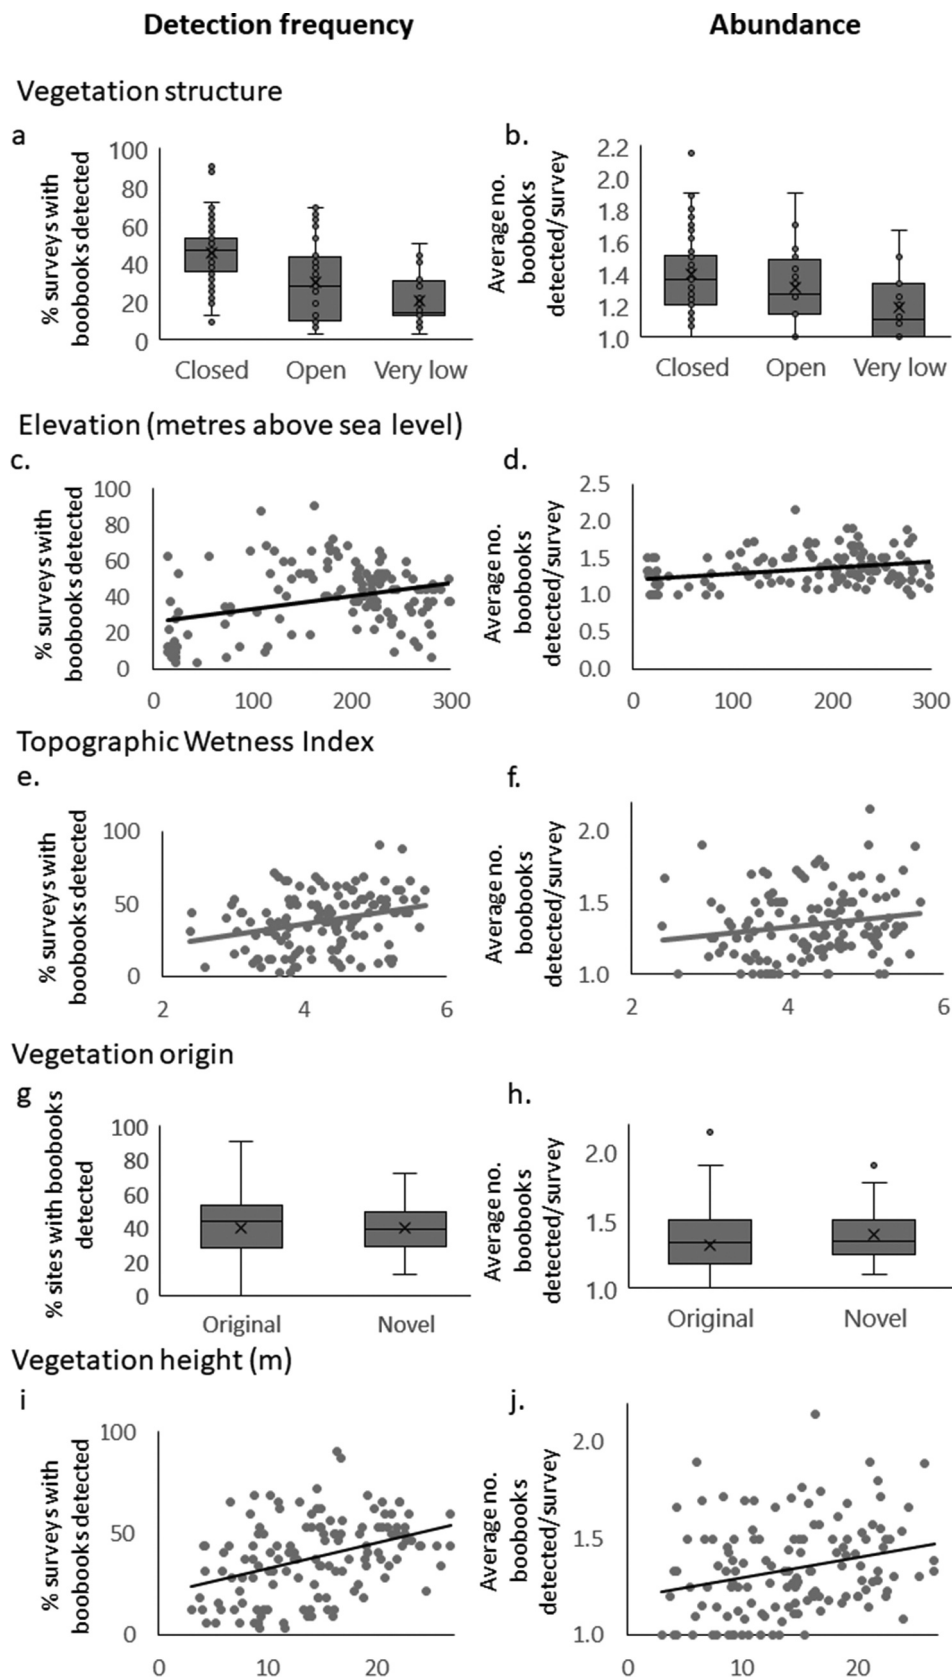 Detection frequency Abundance
Vegetation structure
a
% surveys with
boobooks detected
100
80
60
40
20
0
Closed Open Very low
b.
Average no.
boobooks
detected/survey
2.2
2.0
1.8
1.6
1.4
1.2
1.0
Closed Open Very low
Elevation (metres above sea level)
c.
% surveys with
boobooks detected
100
80
60
40
20
0
0 100 200 300
d.
Average no.
boobooks
detected/survey
2.5
2.0
1.5
1.0
0.5
0.0
0 100 200 300
Topographic Wetness Index
e.
% surveys with
boobooks detected
100
50
0
2 4 6
f.
Average no.
boobooks
detected/survey
2.0
1.5
1.0
2 4 6
Vegetation origin
g
% sites with boobooks
detected
100
80
60
40
20
0
Original Novel
h.
Average no.
boobooks
detected/survey
2.0
1.5
1.0
Original Novel
Vegetation height (m)
i
% surveys with
boobooks detected
100
50
0
0 10 20
j.
Average no.
boobooks
detected/survey
2.0
1.5
1.0
0 10 20